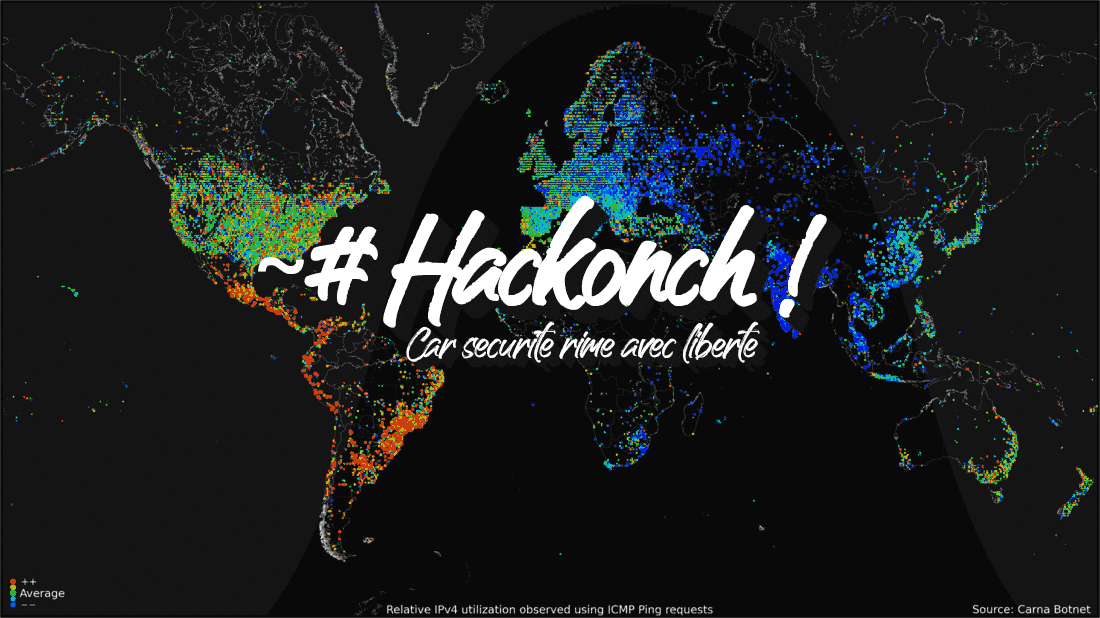 ~# Hackonch !
Car securite rime avec liberte
++
Average
−−
Relative IPv4 utilization observed using ICMP Ping requests
Source: Carna Botnet